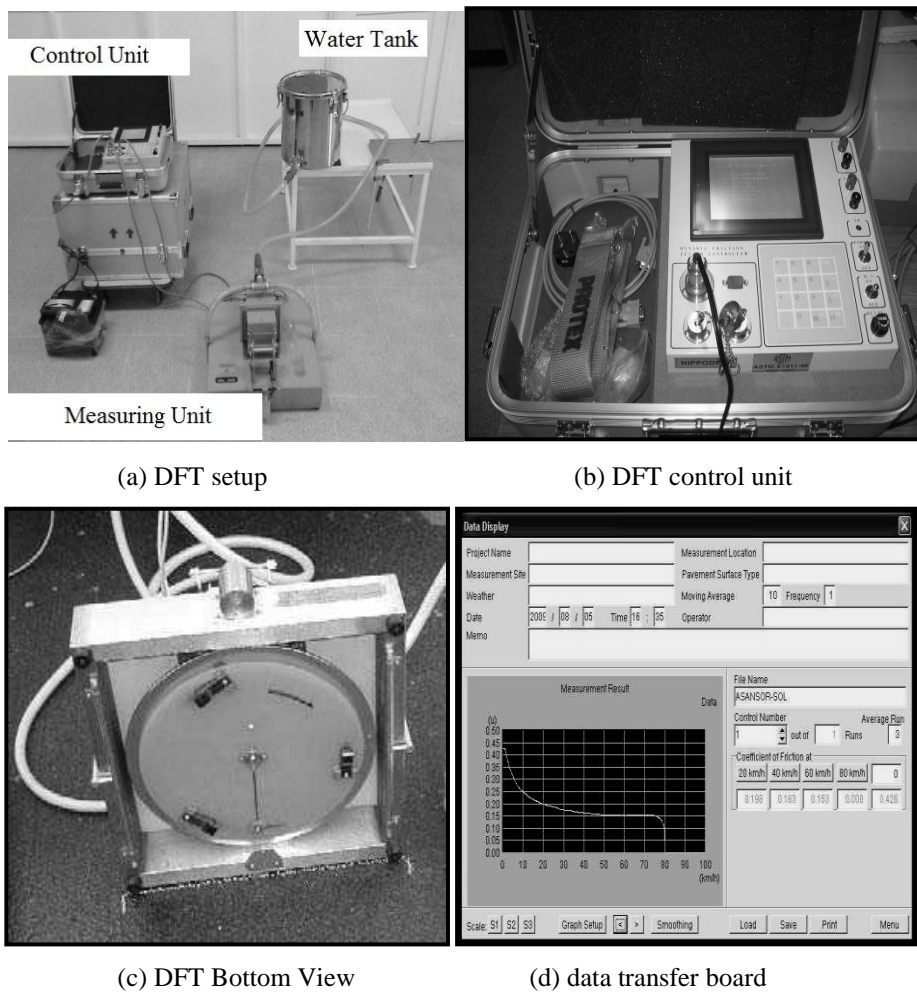 Control Unit
Water Tank
Measuring Unit
DYNAMIC FRICTION
TESTER CONTROLLER
PROTEX
(a) DFT setup
(b) DFT control unit
Data Display
X
Project Name
Measurement Location
Measurement Site
Pavement Surface Type
Weather
Moving Average 10 Frequency 1
Date 2009 / 08 / 05 Time 16 : 35
Operator
Memo
Measurement Result
Data
(u)
0.50
0.45
0.40
0.35
0.30
0.25
0.20
0.15
0.10
0.05
0.00
0 10 20 30 40 50 60 70 80 90 100
(km/h)
File Name
ASANSOR-SOL
Control Number
Average Run
1 out of 1 Runs 3
Coefficient of Friction at
20 km/h 40 km/h 60 km/h 80 km/h 0
0.198 0.163 0.153 0.000 0.426
Scale: S1 S2 S3 Graph Setup < > Smoothing Load Save Print Menu
(c) DFT Bottom View
(d) data transfer board